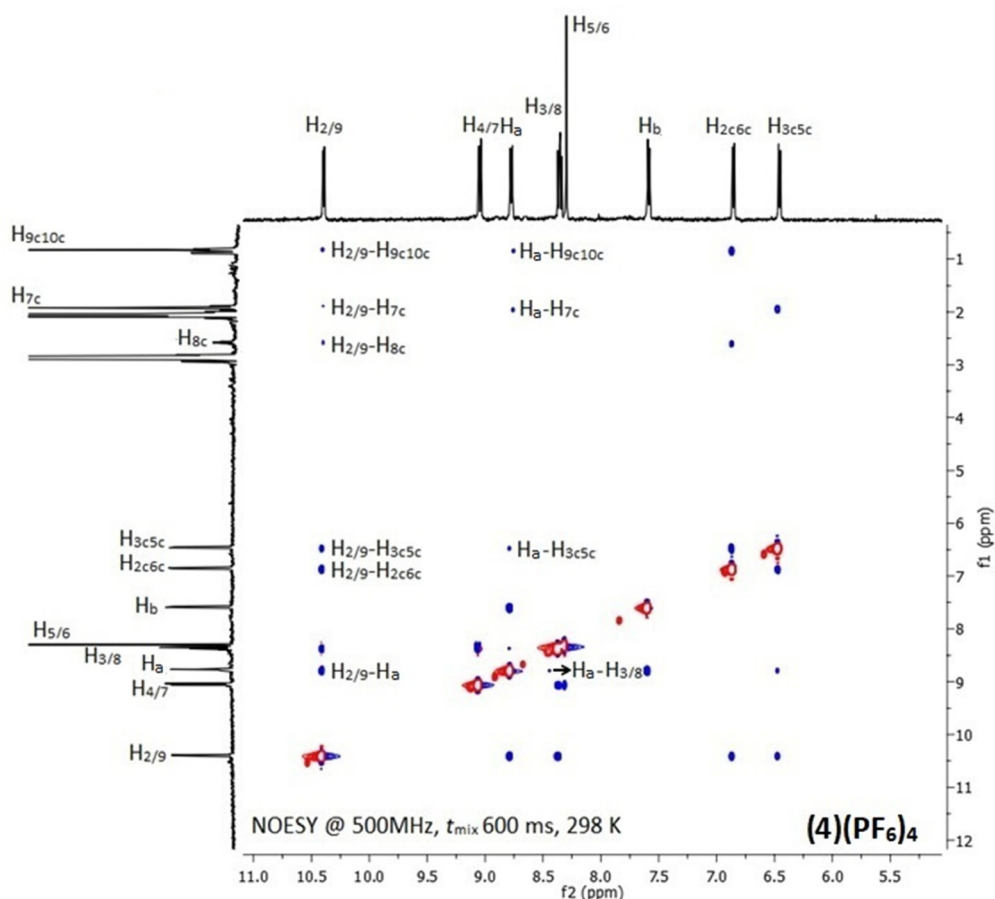 H5/6
H3/8
H2/9
H4/7 Ha
Hb
H2c6c
H3c5c
H9c10c
H2/9-H9c10c
Ha-H9c10c
1
H7c
H2/9-H7c
Ha-H7c
2
H8c
H2/9-H8c
3
4
5
6
H3c5c
H2/9-H3c5c
Ha-H3c5c
H2c6c
H2/9-H2c6c
7
Hb
H5/6
8
H3/8
Ha
H2/9-Ha
Ha-H3/8
H4/7
9
H2/9
10
11
NOESY @ 500MHz, tmix 600 ms, 298 K
(4)(PF6)4
12
f1 (ppm)
11.0 10.5 10.0 9.5 9.0 8.5 8.0 7.5 7.0 6.5 6.0 5.5
f2 (ppm)